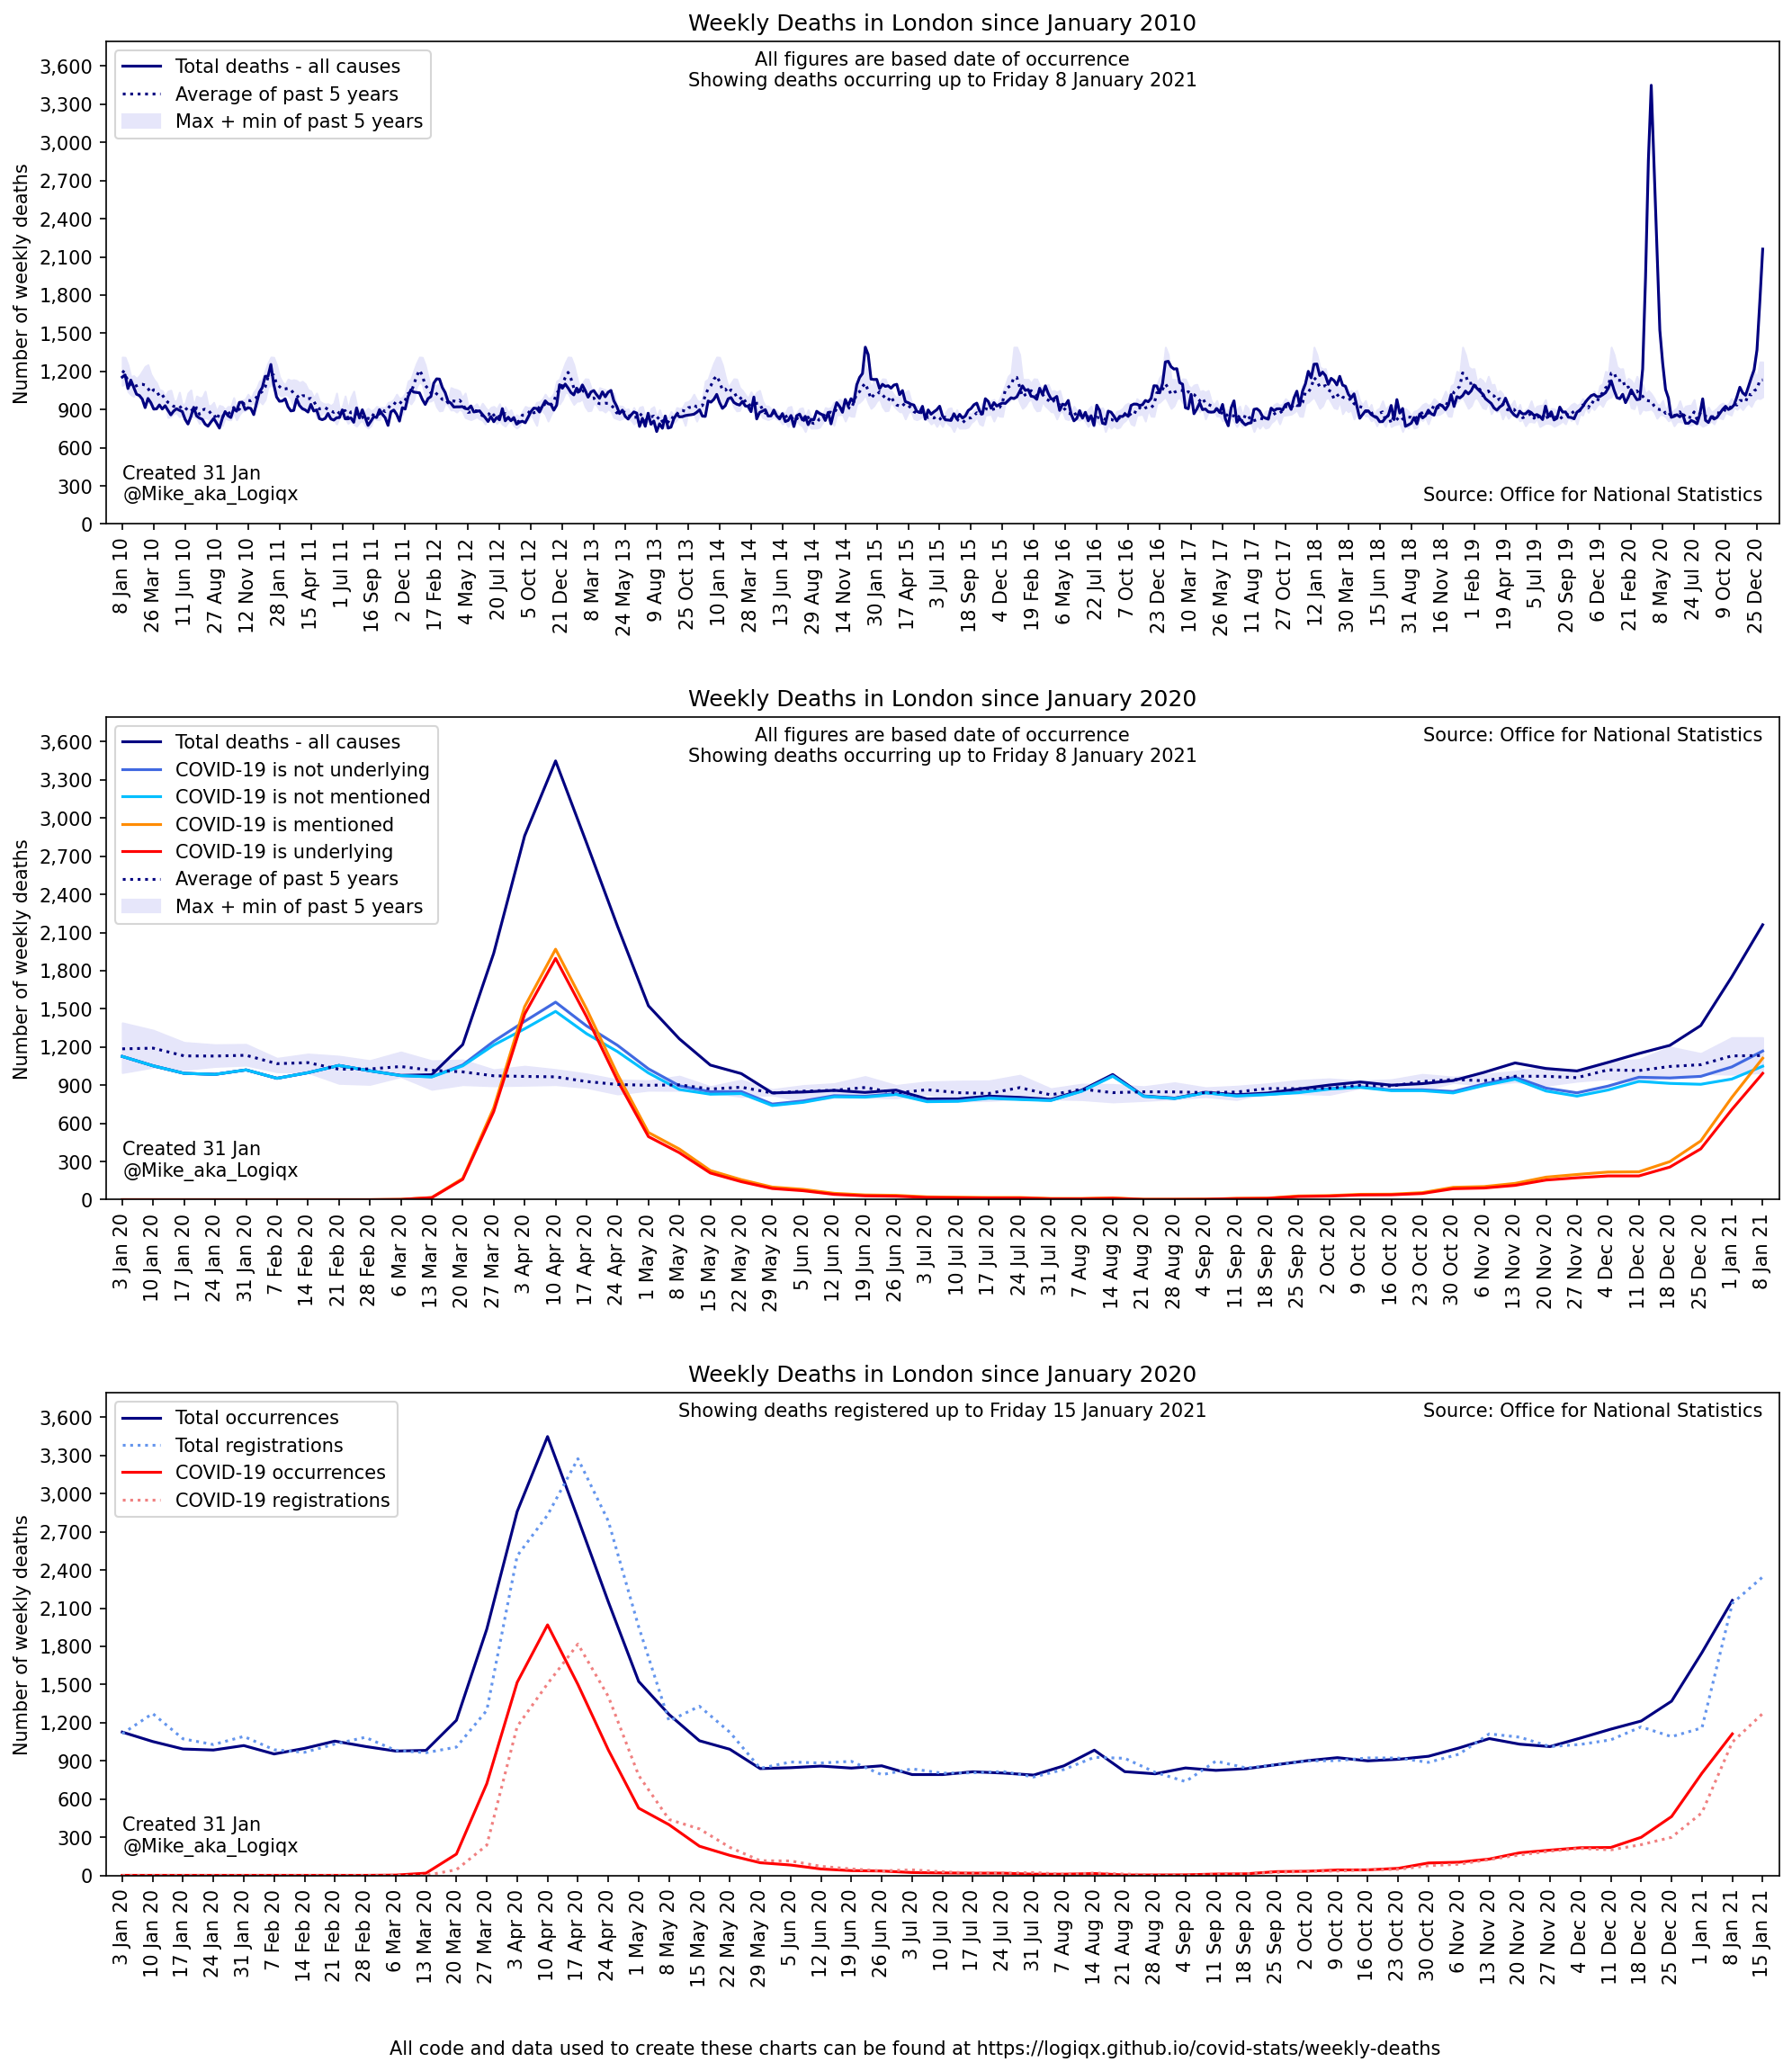 Weekly Deaths in London since January 2010
All figures are based date of occurrence
Showing deaths occurring up to Friday 8 January 2021
Total deaths - all causes
Average of past 5 years
Max + min of past 5 years
Number of weekly deaths
3,600
3,300
3,000
2,700
2,400
2,100
1,800
1,500
1,200
900
600
300
0
Created 31 Jan
@Mike_aka_Logiqx
Source: Office for National Statistics
8 Jan 10
26 Mar 10
11 Jun 10
27 Aug 10
12 Nov 10
28 Jan 11
15 Apr 11
1 Jul 11
16 Sep 11
2 Dec 11
17 Feb 12
4 May 12
20 Jul 12
5 Oct 12
21 Dec 12
8 Mar 13
24 May 13
9 Aug 13
25 Oct 13
10 Jan 14
28 Mar 14
13 Jun 14
29 Aug 14
14 Nov 14
30 Jan 15
17 Apr 15
3 Jul 15
18 Sep 15
4 Dec 15
19 Feb 16
6 May 16
22 Jul 16
7 Oct 16
23 Dec 16
10 Mar 17
26 May 17
11 Aug 17
27 Oct 17
12 Jan 18
30 Mar 18
15 Jun 18
31 Aug 18
16 Nov 18
1 Feb 19
19 Apr 19
5 Jul 19
20 Sep 19
6 Dec 19
21 Feb 20
8 May 20
24 Jul 20
9 Oct 20
25 Dec 20
Weekly Deaths in London since January 2020
All figures are based date of occurrence
Showing deaths occurring up to Friday 8 January 2021
Source: Office for National Statistics
Total deaths - all causes
COVID-19 is not underlying
COVID-19 is not mentioned
COVID-19 is mentioned
COVID-19 is underlying
Average of past 5 years
Max + min of past 5 years
Number of weekly deaths
3,600
3,300
3,000
2,700
2,400
2,100
1,800
1,500
1,200
900
600
300
0
Created 31 Jan
@Mike_aka_Logiqx
3 Jan 20
10 Jan 20
17 Jan 20
24 Jan 20
31 Jan 20
7 Feb 20
14 Feb 20
21 Feb 20
28 Feb 20
6 Mar 20
13 Mar 20
20 Mar 20
27 Mar 20
3 Apr 20
10 Apr 20
17 Apr 20
24 Apr 20
1 May 20
8 May 20
15 May 20
22 May 20
29 May 20
5 Jun 20
12 Jun 20
19 Jun 20
26 Jun 20
3 Jul 20
10 Jul 20
17 Jul 20
24 Jul 20
31 Jul 20
7 Aug 20
14 Aug 20
21 Aug 20
28 Aug 20
4 Sep 20
11 Sep 20
18 Sep 20
25 Sep 20
2 Oct 20
9 Oct 20
16 Oct 20
23 Oct 20
30 Oct 20
6 Nov 20
13 Nov 20
20 Nov 20
27 Nov 20
4 Dec 20
11 Dec 20
18 Dec 20
25 Dec 20
1 Jan 21
8 Jan 21
Weekly Deaths in London since January 2020
Showing deaths registered up to Friday 15 January 2021
Source: Office for National Statistics
Total occurrences
Total registrations
COVID-19 occurrences
COVID-19 registrations
Number of weekly deaths
3,600
3,300
3,000
2,700
2,400
2,100
1,800
1,500
1,200
900
600
300
0
Created 31 Jan
@Mike_aka_Logiqx
3 Jan 20
10 Jan 20
17 Jan 20
24 Jan 20
31 Jan 20
7 Feb 20
14 Feb 20
21 Feb 20
28 Feb 20
6 Mar 20
13 Mar 20
20 Mar 20
27 Mar 20
3 Apr 20
10 Apr 20
17 Apr 20
24 Apr 20
1 May 20
8 May 20
15 May 20
22 May 20
29 May 20
5 Jun 20
12 Jun 20
19 Jun 20
26 Jun 20
3 Jul 20
10 Jul 20
17 Jul 20
24 Jul 20
31 Jul 20
7 Aug 20
14 Aug 20
21 Aug 20
28 Aug 20
4 Sep 20
11 Sep 20
18 Sep 20
25 Sep 20
2 Oct 20
9 Oct 20
16 Oct 20
23 Oct 20
30 Oct 20
6 Nov 20
13 Nov 20
20 Nov 20
27 Nov 20
4 Dec 20
11 Dec 20
18 Dec 20
25 Dec 20
1 Jan 21
8 Jan 21
15 Jan 21
All code and data used to create these charts can be found at https://logiqx.github.io/covid-stats/weekly-deaths